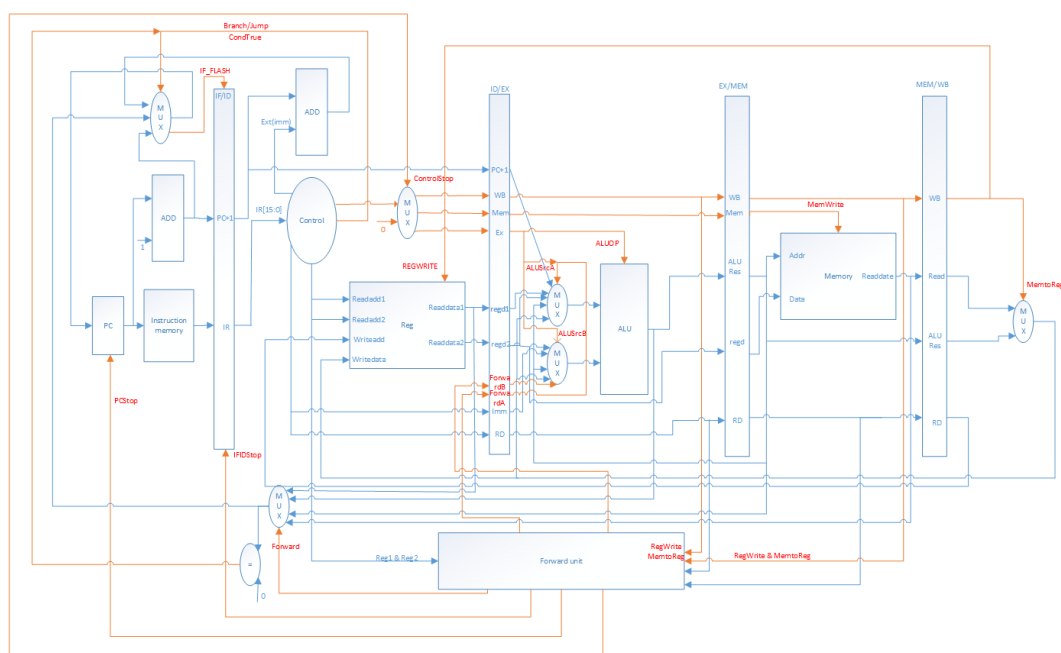 Branch/Jump
CondTrue
IF_FLASH
IF/ID
ID/EX
EX/MEM
MEM/WB
M
U
X
ADD
Ext(imm)
ADD
1
PC+1
IR[15:0]
Control
ControlStop
M
U
X
0
PC+1
WB
Mem
Ex
WB
Mem
WB
MemWrite
ALUOP
REGWRITE
ALUSrcA
PC
Instruction
memory
IR
Readadd1
Readadd2
Writeadd
Writedata
Reg
Readdata1
Readdata2
regd1
regd2
M
U
X
ALUSrcB
M
U
X
ALU
ALU
Res
regd
Addr
Data
Memory
Readdate
Read
ALU
Res
MemtoReg
M
U
X
PCStop
Forwa
rdB
Forwa
rdA
Imm
RD
RD
RD
IFIDStop
M
U
X
Forward
=
0
Reg1 & Reg2
Forward unit
RegWrite
MemtoReg
RegWrite & MemtoReg